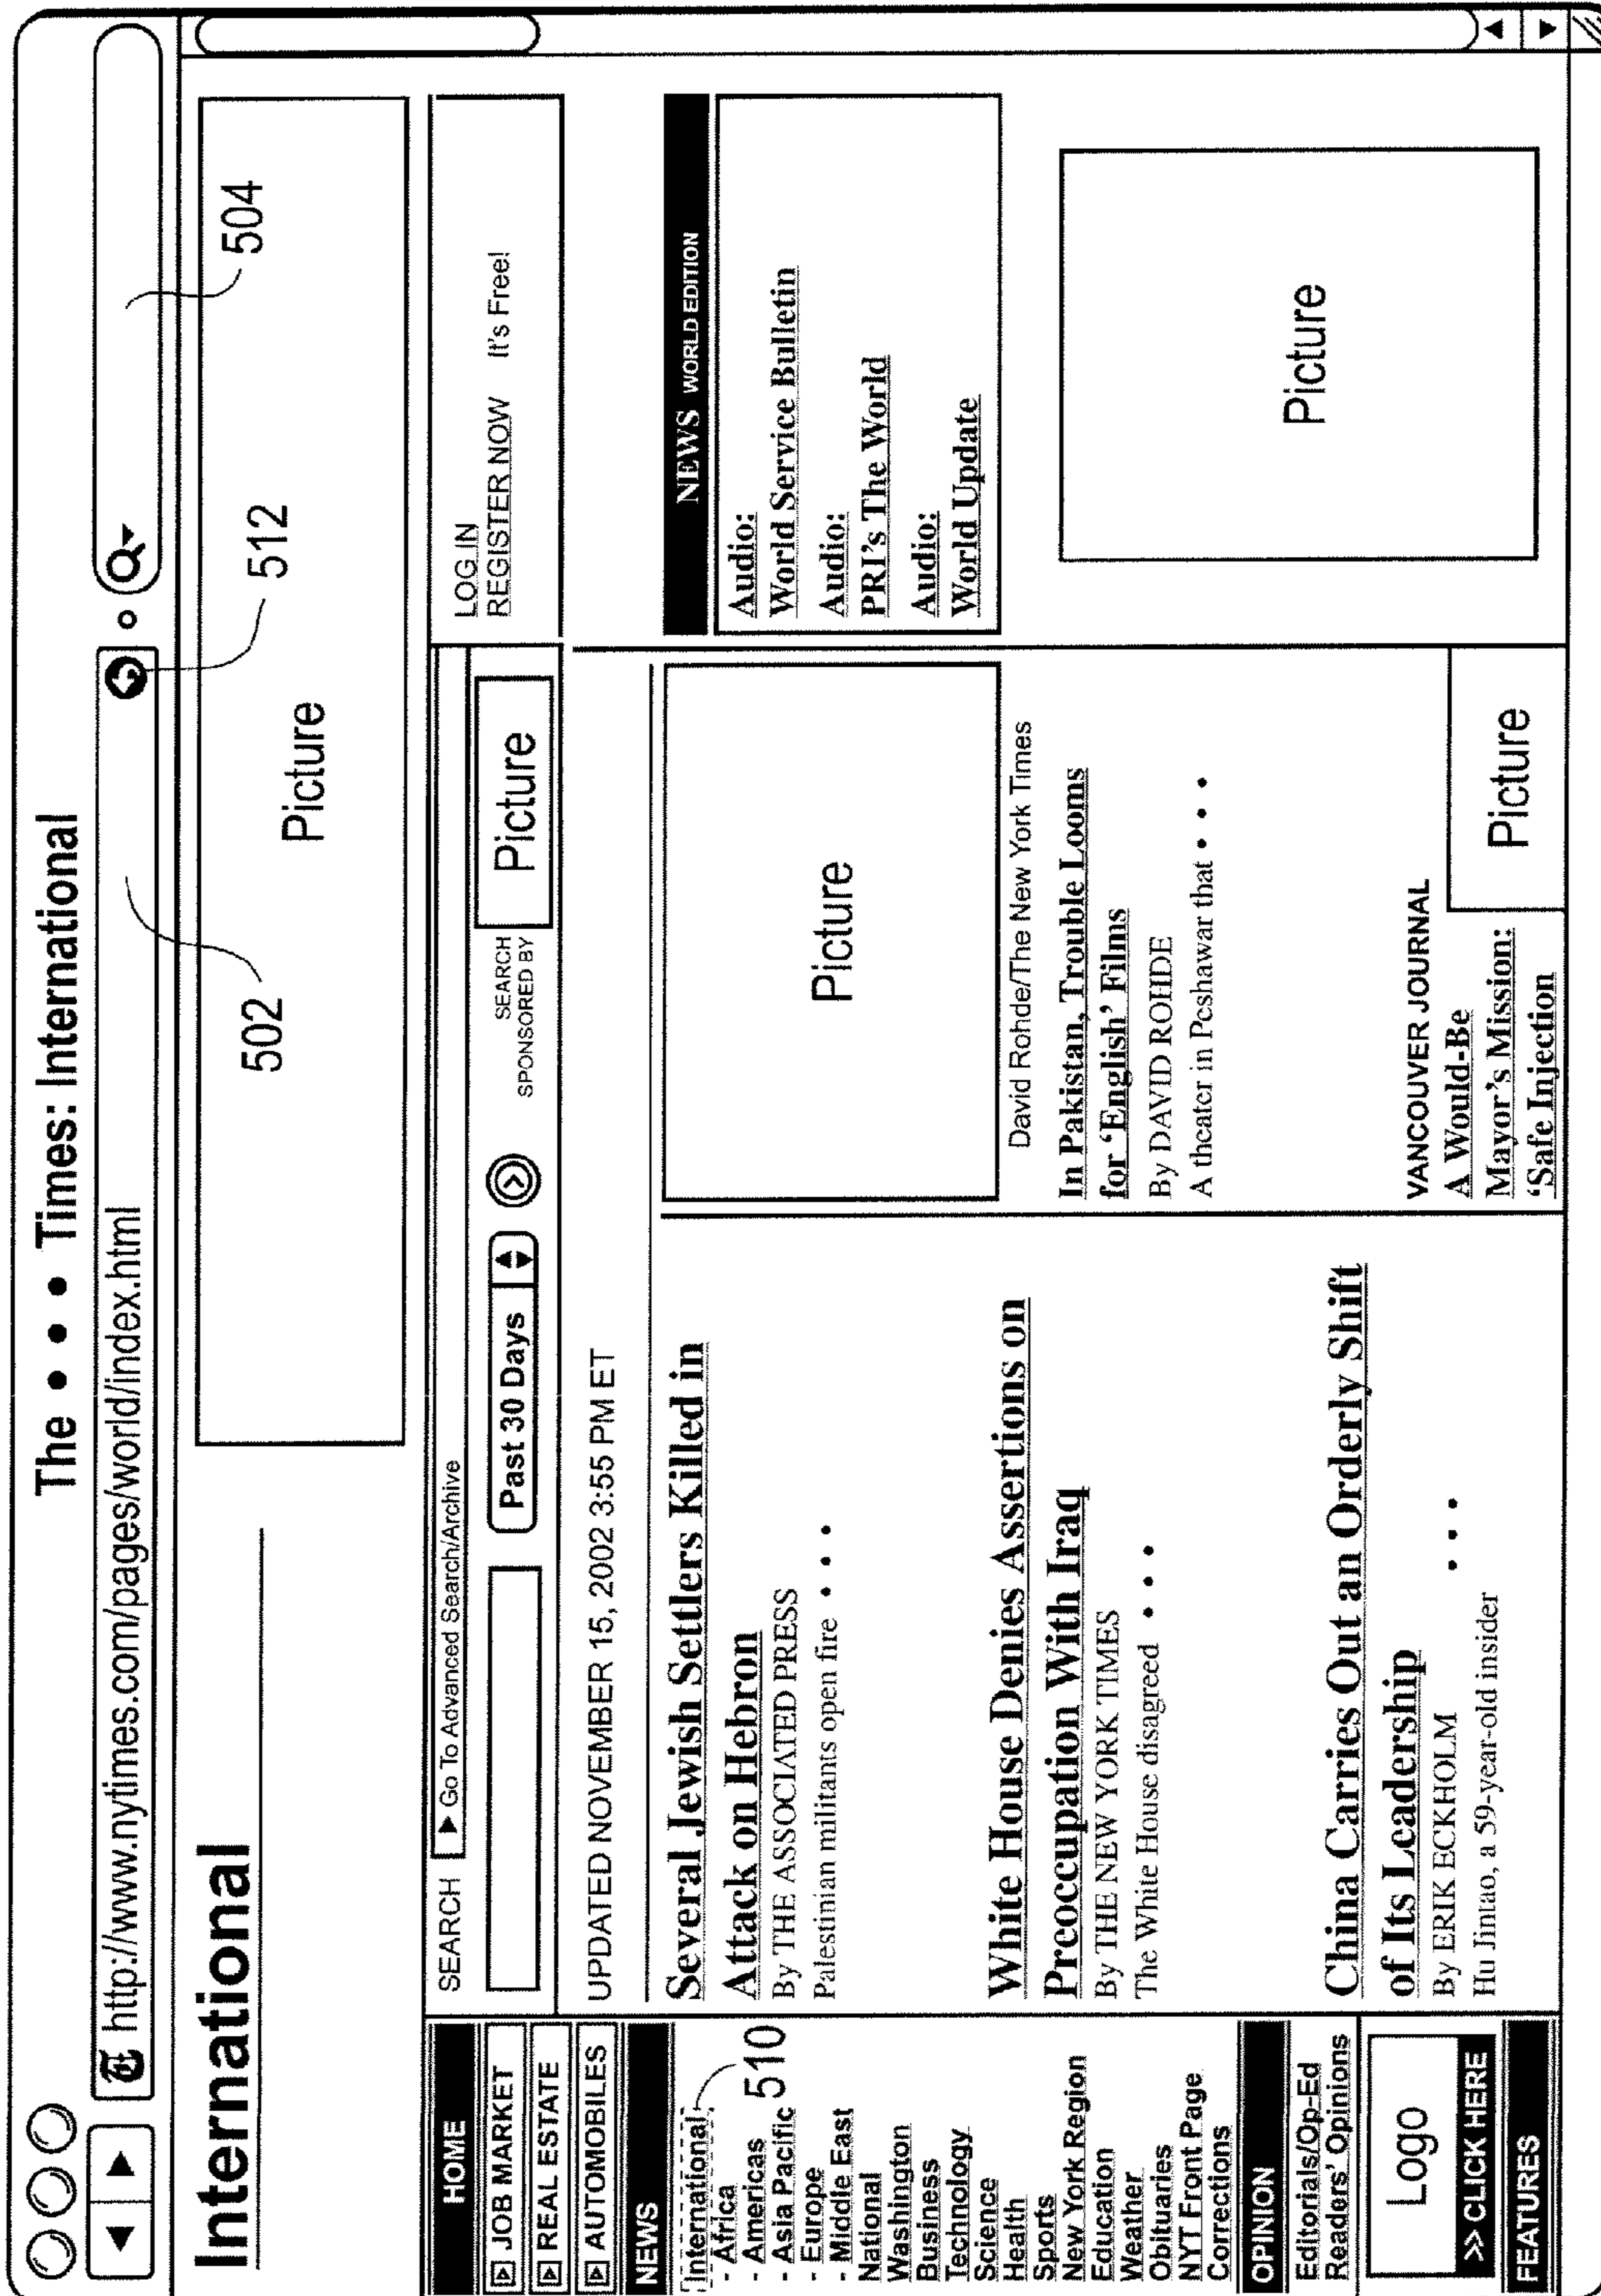 The • • • Times: International
http://www.nytimes.com/pages/world/index.html
502
512
504
International
Picture
HOME
JOB MARKET
REAL ESTATE
AUTOMOBILES
NEWS
International
510
- Africa
- Americas
- Asia Pacific
- Europe
- Middle East
National
Washington
Business
Technology
Science
Health
Sports
New York Region
Education
Weather
Obituaries
NYT Front Page
Corrections
OPINION
Editorials/Op-Ed
Readers' Opinions
Logo
>> CLICK HERE
FEATURES
SEARCH
Go To Advanced Search/Archive
Past 30 Days
SEARCH
SPONSORED BY
Picture
LOG IN
REGISTER NOW It's Free!
UPDATED NOVEMBER 15, 2002 3:55 PM ET
Several Jewish Settlers Killed in
Attack on Hebron
By THE ASSOCIATED PRESS
Palestinian militants open fire • • •
White House Denies Assertions on
Preoccupation With Iraq
By THE NEW YORK TIMES
The White House disagreed • • •
China Carries Out an Orderly Shift
of Its Leadership
By ERIK ECKHOLM
Hu Jintao, a 59-year-old insider • • •
Picture
David Rohde/The New York Times
In Pakistan, Trouble Looms
for 'English' Films
By DAVID ROHDE
A theater in Peshawar that • • •
VANCOUVER JOURNAL
A Would-Be
Mayor's Mission:
'Safe Injection
Picture
NEWS WORLD EDITION
Audio:
World Service Bulletin
Audio:
PRI's The World
Audio:
World Update
Picture